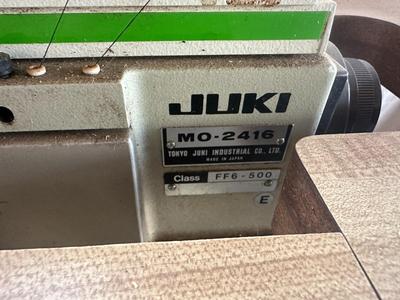 JUKI
MO-2416
TOKYO JUKI INDUSTRIAL CO., LTD.
MADE IN JAPAN
Class FF6-500
E